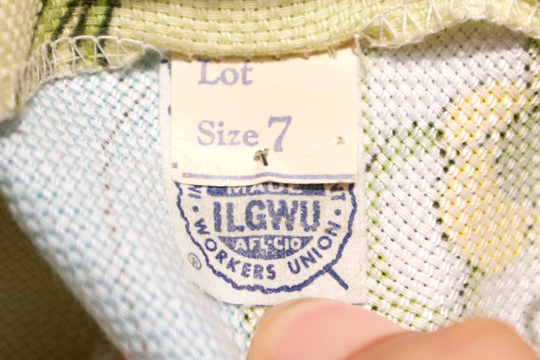 Lot
Size 7
MADE
ILGWU
AFL-CIO
· WORKERS UNION ·
®